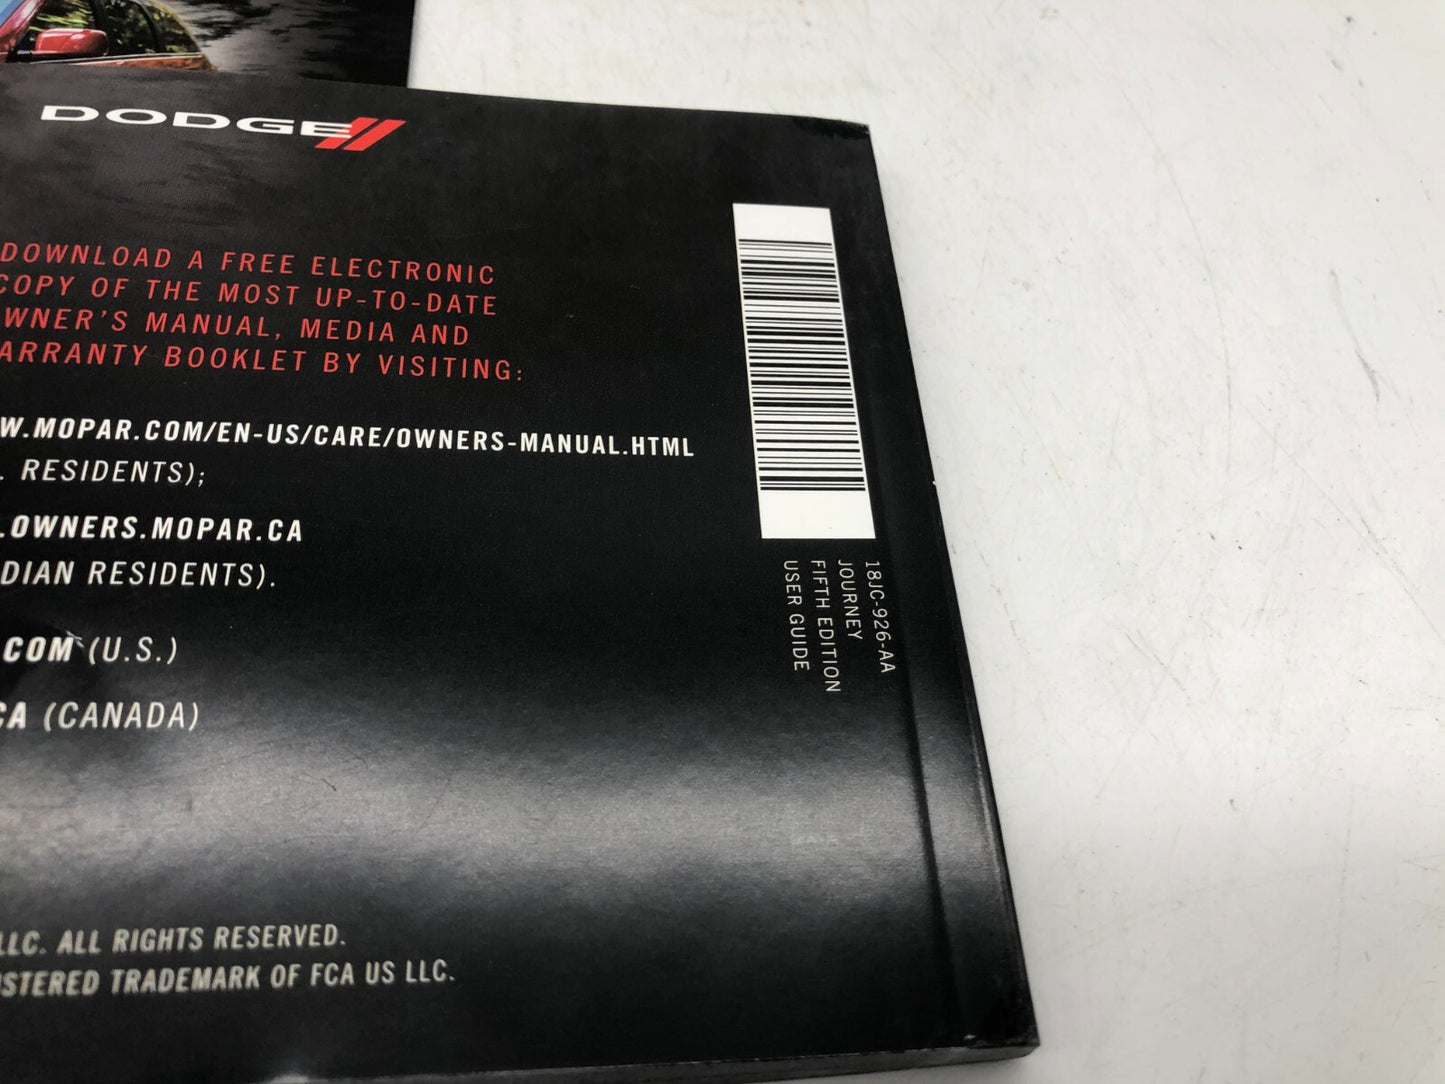 DODGE
DOWNLOAD A FREE ELECTRONIC
COPY OF THE MOST UP-TO-DATE
WNER'S MANUAL, MEDIA AND
ARRANTY BOOKLET BY VISITING:
W.MOPAR.COM/EN-US/CARE/OWNERS-MANUAL.HTML
. RESIDENTS);
.OWNERS.MOPAR.CA
DIAN RESIDENTS).
.COM (U.S.)
CA (CANADA)
LLC. ALL RIGHTS RESERVED.
ISTERED TRADEMARK OF FCA US LLC.
18JC-926-AA
JOURNEY
FIFTH EDITION
USER GUIDE